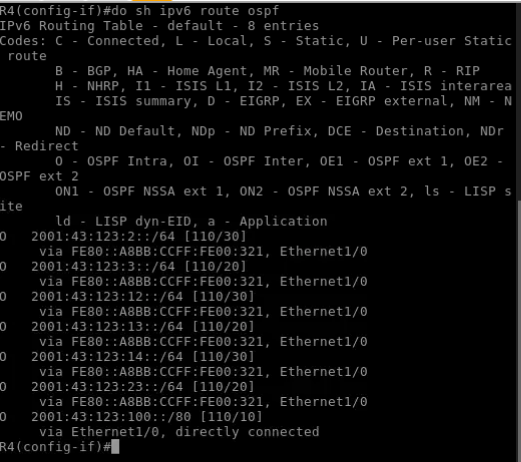 R4(config-if)#do sh ipv6 route ospf
IPv6 Routing Table - default - 8 entries
Codes: C - Connected, L - Local, S - Static, U - Per-user Static
 route
       B - BGP, HA - Home Agent, MR - Mobile Router, R - RIP
       H - NHRP, I1 - ISIS L1, I2 - ISIS L2, IA - ISIS interarea
       IS - ISIS summary, D - EIGRP, EX - EIGRP external, NM - N
EMO
       ND - ND Default, NDp - ND Prefix, DCE - Destination, NDr
- Redirect
       O - OSPF Intra, OI - OSPF Inter, OE1 - OSPF ext 1, OE2 -
OSPF ext 2
       ON1 - OSPF NSSA ext 1, ON2 - OSPF NSSA ext 2, ls - LISP s
ite
       ld - LISP dyn-EID, a - Application
O   2001:43:123:2::/64 [110/30]
     via FE80::A8BB:CCFF:FE00:321, Ethernet1/0
O   2001:43:123:3::/64 [110/20]
     via FE80::A8BB:CCFF:FE00:321, Ethernet1/0
O   2001:43:123:12::/64 [110/30]
     via FE80::A8BB:CCFF:FE00:321, Ethernet1/0
O   2001:43:123:13::/64 [110/20]
     via FE80::A8BB:CCFF:FE00:321, Ethernet1/0
O   2001:43:123:14::/64 [110/30]
     via FE80::A8BB:CCFF:FE00:321, Ethernet1/0
O   2001:43:123:23::/64 [110/20]
     via FE80::A8BB:CCFF:FE00:321, Ethernet1/0
O   2001:43:123:100::/80 [110/10]
     via Ethernet1/0, directly connected
R4(config-if)#